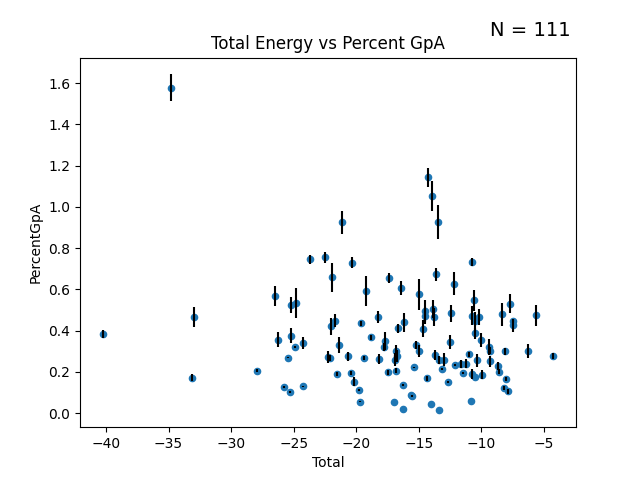 N = 111
Total Energy vs Percent GpA
PercentGpA
1.6
1.4
1.2
1.0
0.8
0.6
0.4
0.2
0.0
−40 −35 −30 −25 −20 −15 −10 −5
Total